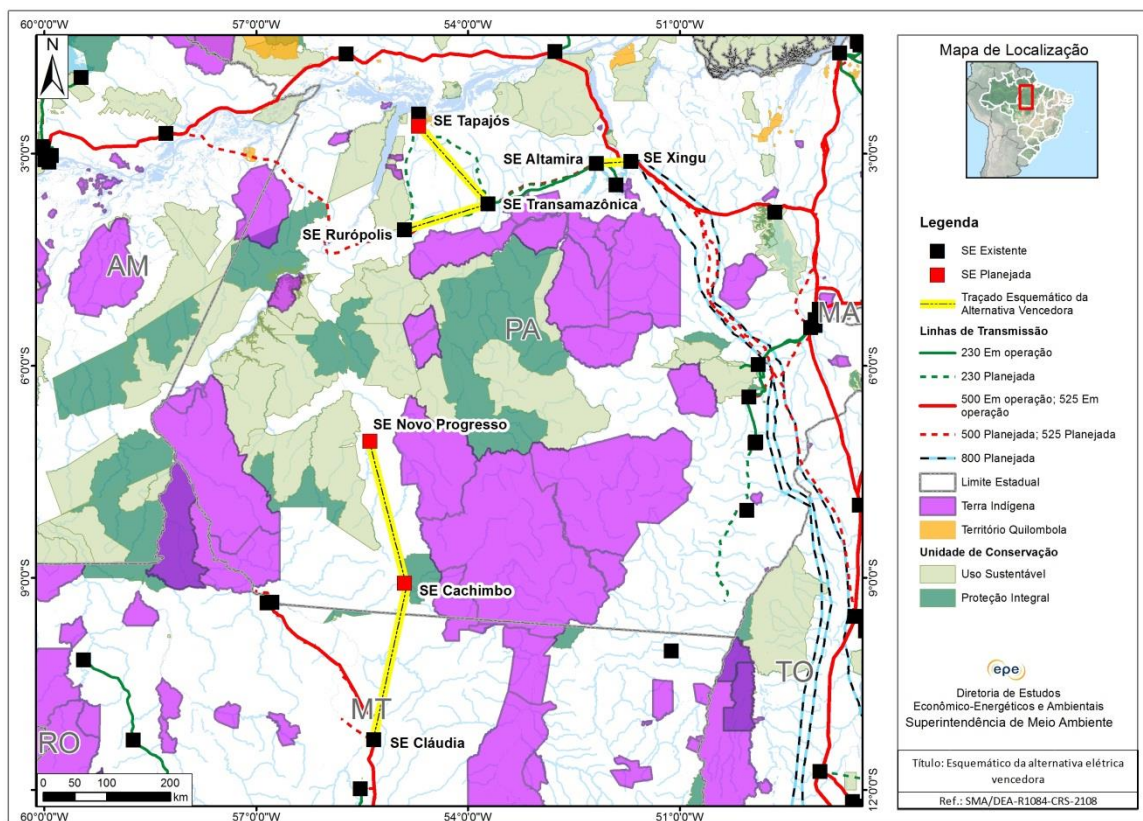 60°0'0"O
57°0'0"O
54°0'0"O
51°0'0"O
N
SE Tapajós
SE Altamira
SE Xingu
3°0'0"S
3°0'0"S
SE Transamazônica
SE Rurópolis
AM
PA
MA
6°0'0"S
6°0'0"S
SE Novo Progresso
9°0'0"S
9°0'0"S
SE Cachimbo
TO
MT
RO
SE Cláudia
0 50 100 200
km
12°0'0"S
60°0'0"O
57°0'0"O
54°0'0"O
51°0'0"O
Mapa de Localização
Legenda
SE Existente
SE Planejada
Traçado Esquemático da
Alternativa Vencedora
Linhas de Transmissão
230 Em operação
230 Planejada
500 Em operação; 525 Em
operação
500 Planejada; 525 Planejada
800 Planejada
Limite Estadual
Terra Indígena
Território Quilombola
Unidade de Conservação
Uso Sustentável
Proteção Integral
epe
Diretoria de Estudos
Econômico-Energéticos e Ambientais
Superintendência de Meio Ambiente
Título: Esquemático da alternativa elétrica
vencedora
Ref.: SMA/DEA-R1084-CRS-2108